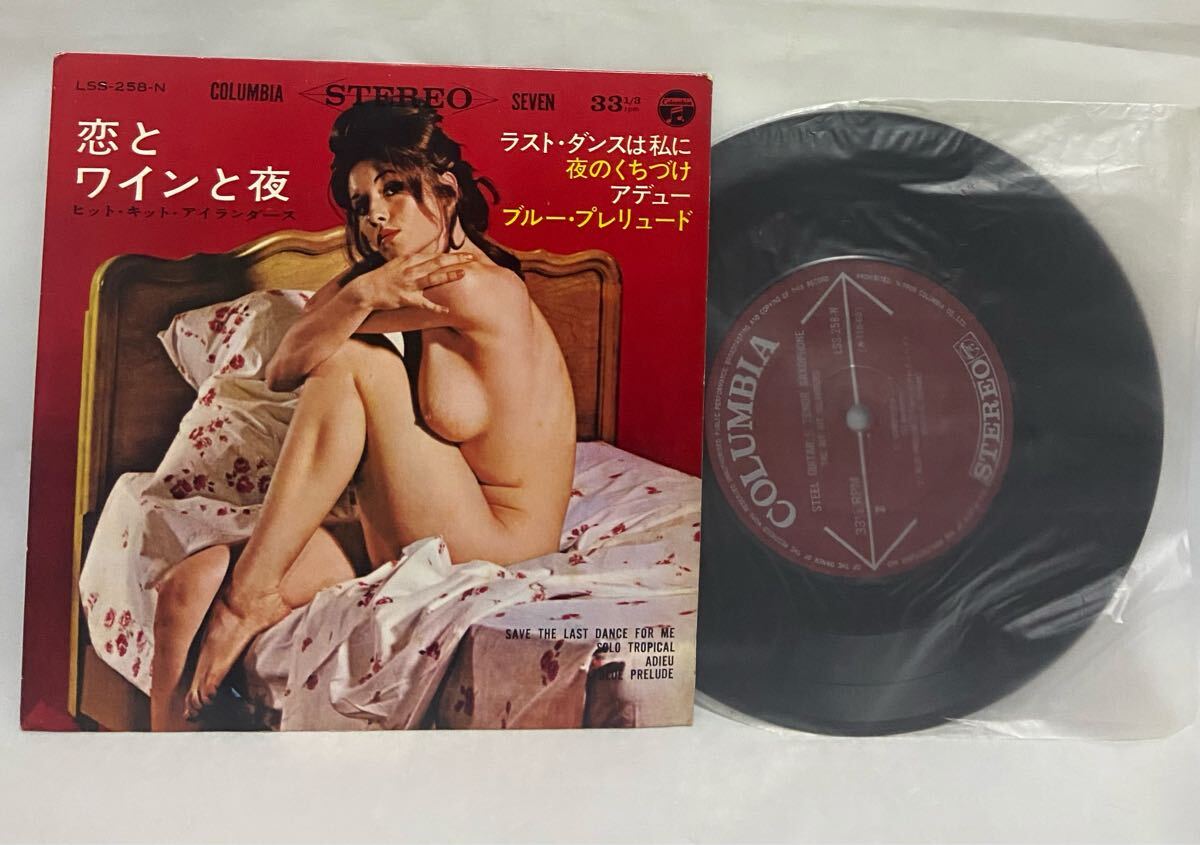 LSS-258-N
COLUMBIA STEREO SEVEN 33 1/3 rpm
Columbia
恋と
ワインと夜
ヒット・キット・アイランダース
ラスト・ダンスは私に
夜のくちづけ
アデュー
ブルー・プレリュード
SAVE THE LAST DANCE FOR ME
SOLO TROPICAL
ADIEU
BLUE PRELUDE
COLUMBIA
STEREO
LSS-258-N
STEEL GUITAR & TENOR SAXOPHONE
33⅓ RPM